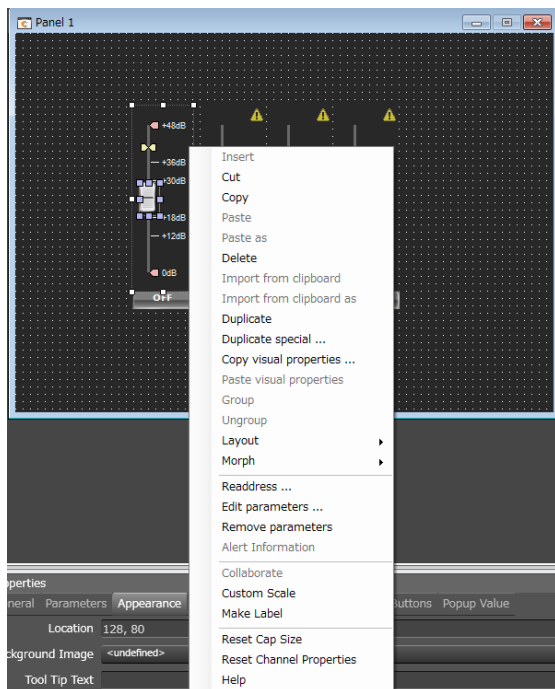 Panel 1
+48dB
+36dB
+30dB
+18dB
+12dB
0dB
OFF
Insert
Cut
Copy
Paste
Paste as
Delete
Import from clipboard
Import from clipboard as
Duplicate
Duplicate special ...
Copy visual properties ...
Paste visual properties
Group
Ungroup
Layout
Morph
Readdress ...
Edit parameters ...
Remove parameters
Alert Information
Collaborate
Custom Scale
Make Label
Reset Cap Size
Reset Channel Properties
Help
operties
neral Parameters Appearance Buttons Popup Value
Location 128, 80
ckground Image <undefined>
Tool Tip Text